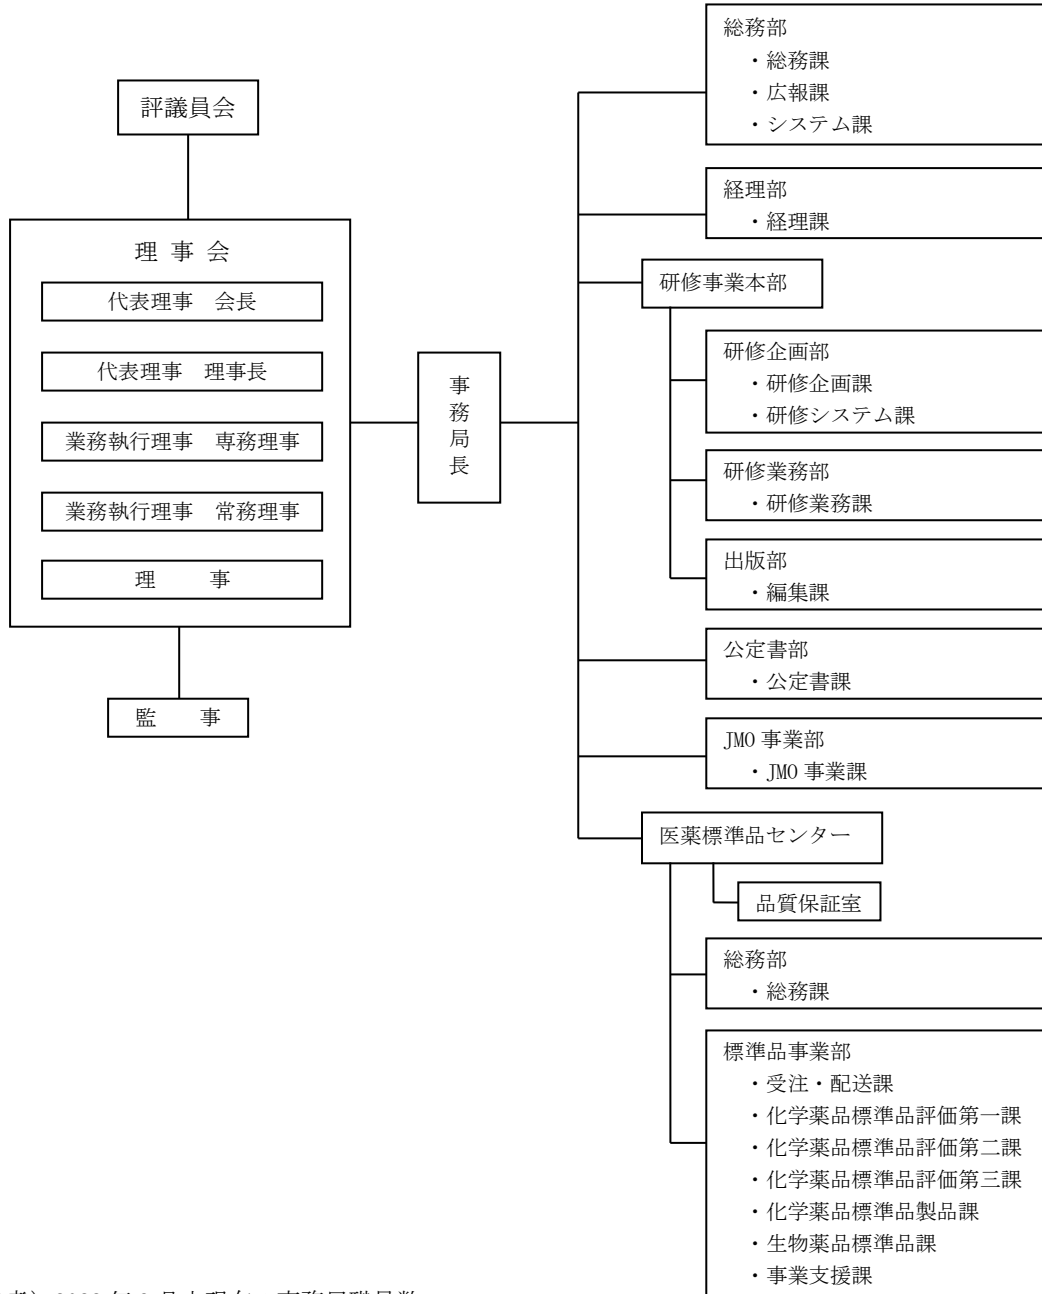 評議員会
理 事 会
代表理事　会長
代表理事　理事長
業務執行理事　専務理事
業務執行理事　常務理事
理　　事
監　　事
事務局長
総務部
・総務課
・広報課
・システム課
経理部
・経理課
研修事業本部
研修企画部
・研修企画課
・研修システム課
研修業務部
・研修業務課
出版部
・編集課
公定書部
・公定書課
JMO 事業部
・JMO 事業課
医薬標準品センター
品質保証室
総務部
・総務課
標準品事業部
・受注・配送課
・化学薬品標準品評価第一課
・化学薬品標準品評価第二課
・化学薬品標準品評価第三課
・化学薬品標準品製品課
・生物薬品標準品課
・事業支援課